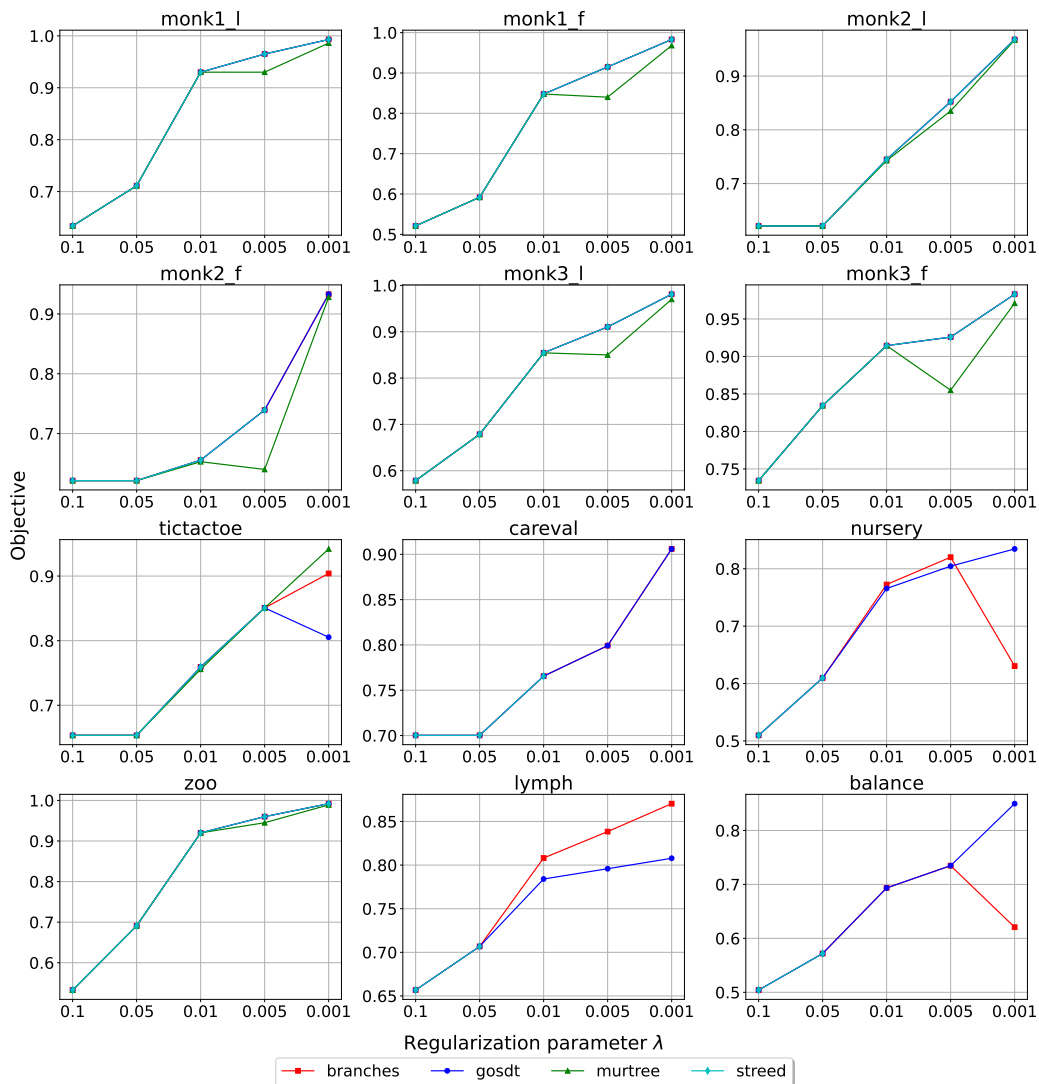 monk1_l monk1_f monk2_l
1.0 0.9 0.8 0.7
0.1 0.05 0.01 0.005 0.001
1.0 0.9 0.8 0.7 0.6 0.5
0.1 0.05 0.01 0.005 0.001
0.9 0.8 0.7
0.1 0.05 0.01 0.005 0.001
monk2_f monk3_l monk3_f
0.9 0.8 0.7
0.1 0.05 0.01 0.005 0.001
1.0 0.9 0.8 0.7 0.6
0.1 0.05 0.01 0.005 0.001
0.95 0.90 0.85 0.80 0.75
0.1 0.05 0.01 0.005 0.001
Objective
tictactoe careval nursery
0.9 0.8 0.7
0.1 0.05 0.01 0.005 0.001
0.90 0.85 0.80 0.75 0.70
0.1 0.05 0.01 0.005 0.001
0.8 0.7 0.6 0.5
0.1 0.05 0.01 0.005 0.001
zoo lymph balance
1.0 0.9 0.8 0.7 0.6
0.1 0.05 0.01 0.005 0.001
0.85 0.80 0.75 0.70 0.65
0.1 0.05 0.01 0.005 0.001
0.8 0.7 0.6 0.5
0.1 0.05 0.01 0.005 0.001
Regularization parameter λ
branches gosdt murtree streed